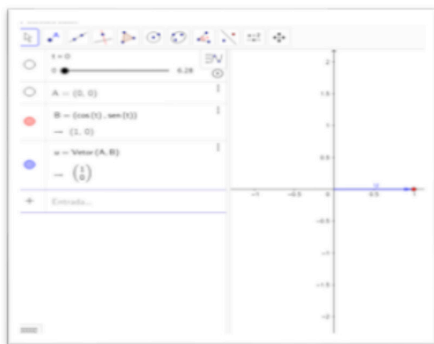 t = 0
0
6.28
A = (0, 0)
B = (cos(t), sen(t))
→ (1, 0)
u = Vetor(A, B)
→ (1
0)
Entrada...
2
1.5
1
0.5
-1
-0.5
0
0.5
1
u
-0.5
-1
-1.5
-2